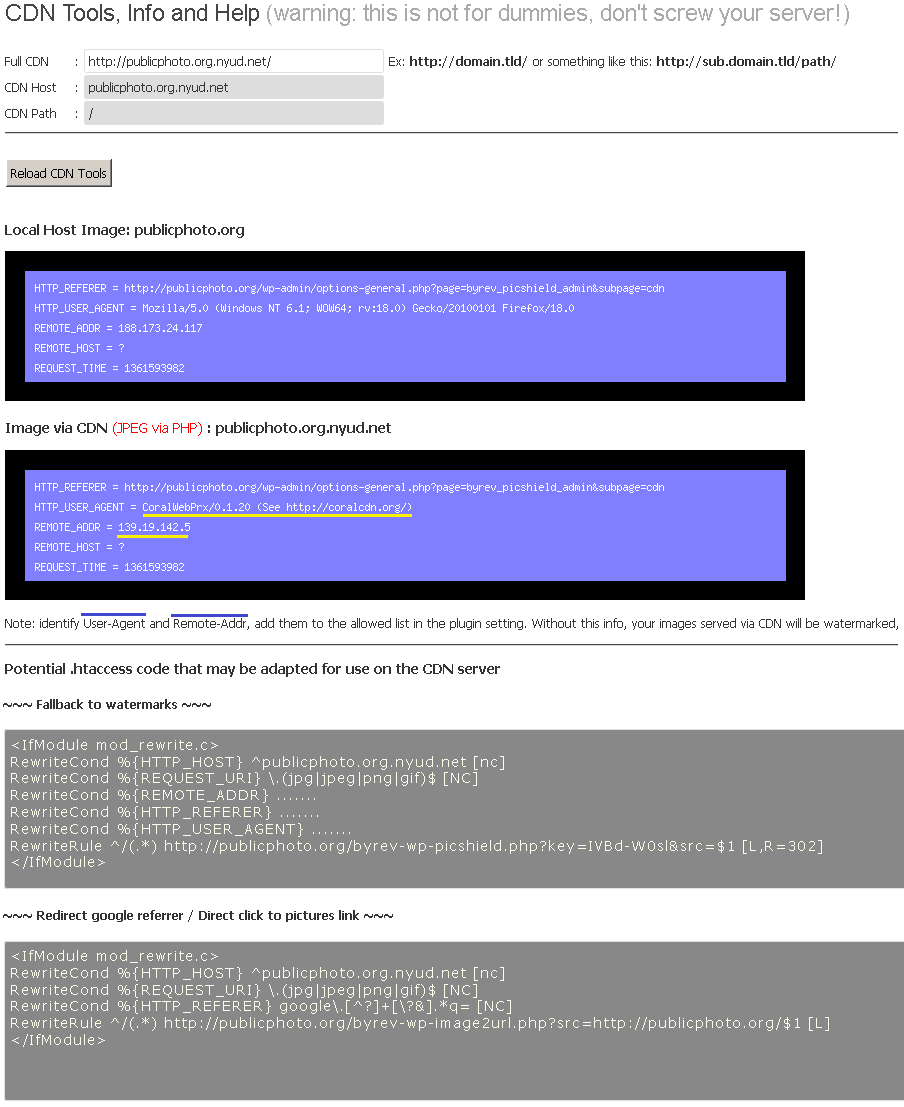 CDN Tools, Info and Help (warning: this is not for dummies, don't screw your server!)
Full CDN : http://publicphoto.org.nyud.net/ Ex: http://domain.tld/ or something like this: http://sub.domain.tld/path/
CDN Host : publicphoto.org.nyud.net
CDN Path : /
Reload CDN Tools
Local Host Image: publicphoto.org
HTTP_REFERER = http://publicphoto.org/wp-admin/options-general.php?page=byrev_picshield_admin&subpage=cdn
HTTP_USER_AGENT = Mozilla/5.0 (Windows NT 6.1; WOW64; rv:18.0) Gecko/20100101 Firefox/18.0
REMOTE_ADDR = 188.173.24.117
REMOTE_HOST = ?
REQUEST_TIME = 1361593982
Image via CDN (JPEG via PHP) : publicphoto.org.nyud.net
HTTP_REFERER = http://publicphoto.org/wp-admin/options-general.php?page=byrev_picshield_admin&subpage=cdn
HTTP_USER_AGENT = CoralWebPrx/0.1.20 (See http://coralcdn.org/)
REMOTE_ADDR = 139.19.142.5
REMOTE_HOST = ?
REQUEST_TIME = 1361593982
Note: identify User-Agent and Remote-Addr, add them to the allowed list in the plugin setting. Without this info, your images served via CDN will be watermarked,
Potential .htaccess code that may be adapted for use on the CDN server
~~~ Fallback to watermarks ~~~
<IfModule mod_rewrite.c>
RewriteCond %{HTTP_HOST} ^publicphoto.org.nyud.net [nc]
RewriteCond %{REQUEST_URI} \.(jpg|jpeg|png|gif)$ [NC]
RewriteCond %{REMOTE_ADDR} .......
RewriteCond %{HTTP_REFERER} .......
RewriteCond %{HTTP_USER_AGENT} .......
RewriteRule ^/(.*) http://publicphoto.org/byrev-wp-picshield.php?key=IVBd-W0sl&src=$1 [L,R=302]
</IfModule>
~~~ Redirect google referrer / Direct click to pictures link ~~~
<IfModule mod_rewrite.c>
RewriteCond %{HTTP_HOST} ^publicphoto.org.nyud.net [nc]
RewriteCond %{REQUEST_URI} \.(jpg|jpeg|png|gif)$ [NC]
RewriteCond %{HTTP_REFERER} google\.[^?]+[\?&].*q= [NC]
RewriteRule ^/(.*) http://publicphoto.org/byrev-wp-image2url.php?src=http://publicphoto.org/$1 [L]
</IfModule>